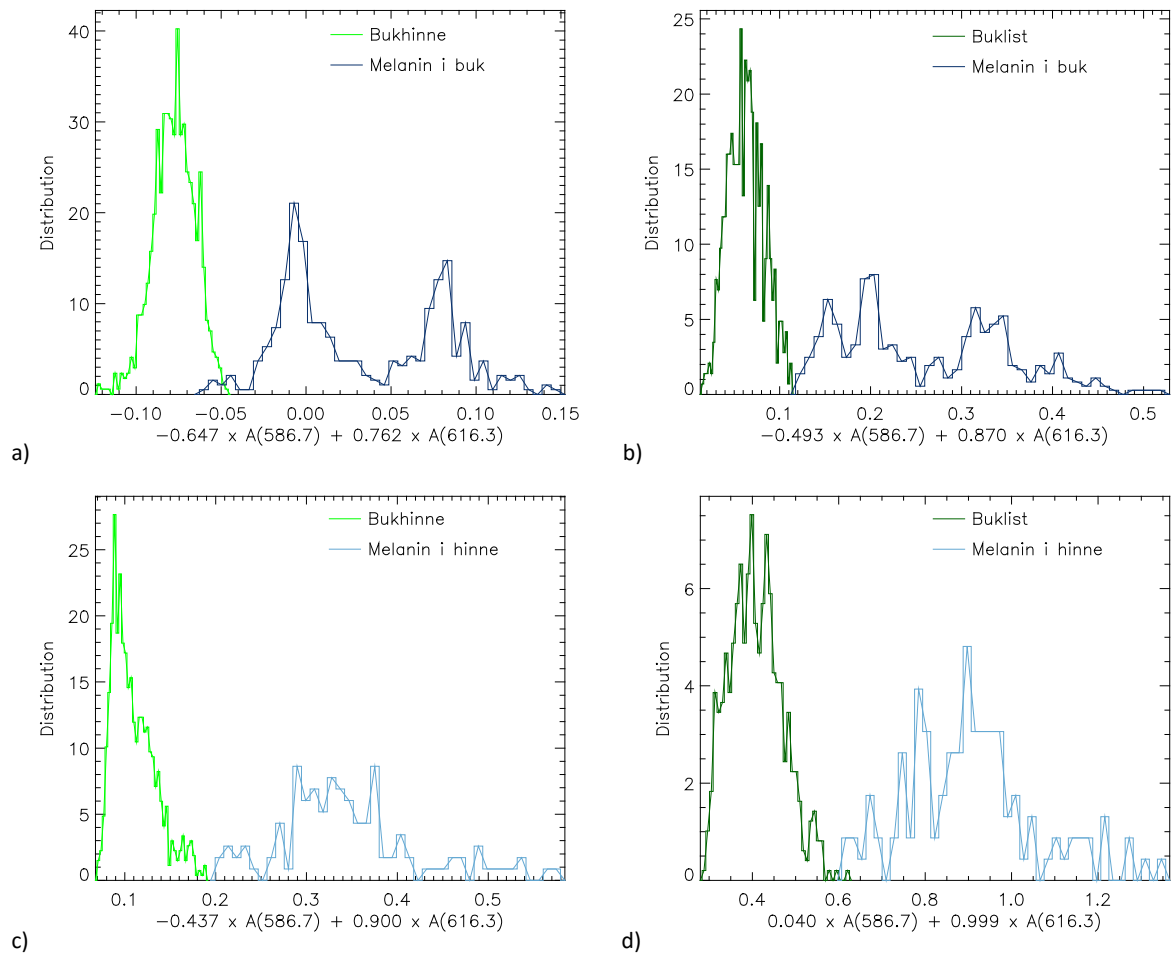 Bukhinne
Melanin i buk
Distribution
40
30
20
10
0
−0.10 −0.05 0.00 0.05 0.10 0.15
−0.647 x A(586.7) + 0.762 x A(616.3)
a)
Buklist
Melanin i buk
Distribution
25
20
15
10
5
0
0.1 0.2 0.3 0.4 0.5
−0.493 x A(586.7) + 0.870 x A(616.3)
b)
Bukhinne
Melanin i hinne
Distribution
25
20
15
10
5
0
0.1 0.2 0.3 0.4 0.5
−0.437 x A(586.7) + 0.900 x A(616.3)
c)
Buklist
Melanin i hinne
Distribution
6
4
2
0
0.4 0.6 0.8 1.0 1.2
0.040 x A(586.7) + 0.999 x A(616.3)
d)